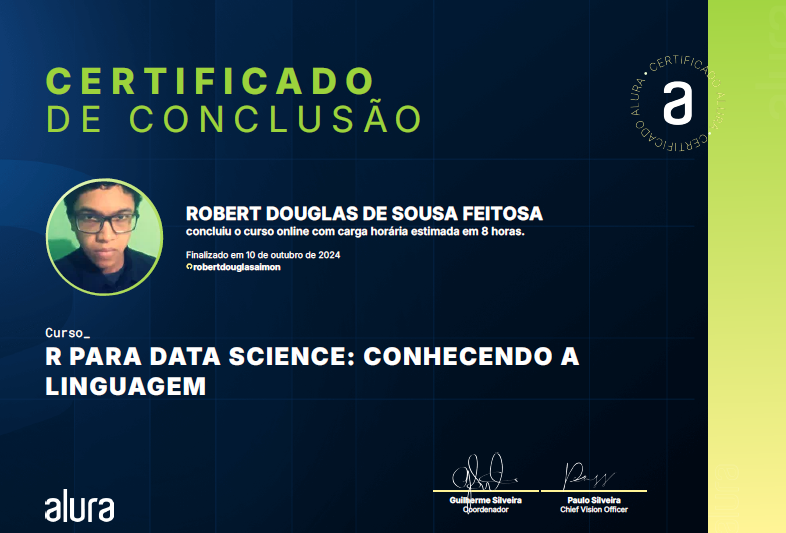 CERTIFICADO
DE CONCLUSÃO
CERTIFICADO ALURA • CERTIFICADO ALURA •
a
ROBERT DOUGLAS DE SOUSA FEITOSA
concluiu o curso online com carga horária estimada em 8 horas.
Finalizado em 10 de outubro de 2024
robertdouglasaimon
Curso_
R PARA DATA SCIENCE: CONHECENDO A
LINGUAGEM
alura
Guilherme Silveira
Coordenador
Paulo Silveira
Chief Vision Officer